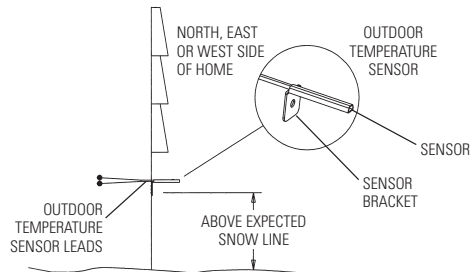 NORTH, EAST
OR WEST SIDE
OF HOME
OUTDOOR
TEMPERATURE
SENSOR
SENSOR
SENSOR
BRACKET
OUTDOOR
TEMPERATURE
SENSOR LEADS
ABOVE EXPECTED
SNOW LINE